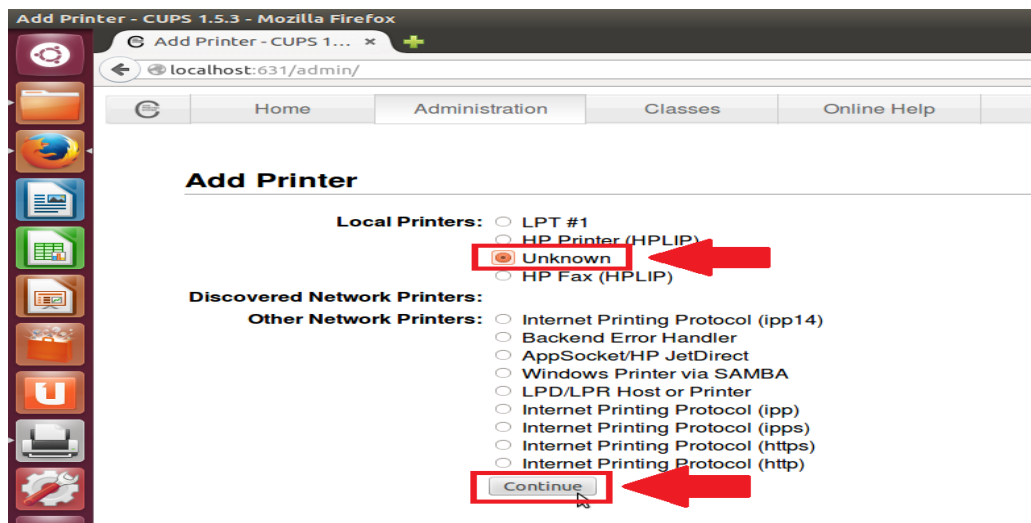 Add Printer - CUPS 1.5.3 - Mozilla Firefox
Add Printer - CUPS 1...
localhost:631/admin/
Home Administration Classes Online Help
Add Printer
Local Printers: LPT #1
HP Printer (HPLIP)
Unknown
HP Fax (HPLIP)
Discovered Network Printers:
Other Network Printers: Internet Printing Protocol (ipp14)
Backend Error Handler
AppSocket/HP JetDirect
Windows Printer via SAMBA
LPD/LPR Host or Printer
Internet Printing Protocol (ipp)
Internet Printing Protocol (ipps)
Internet Printing Protocol (https)
Internet Printing Protocol (http)
Continue